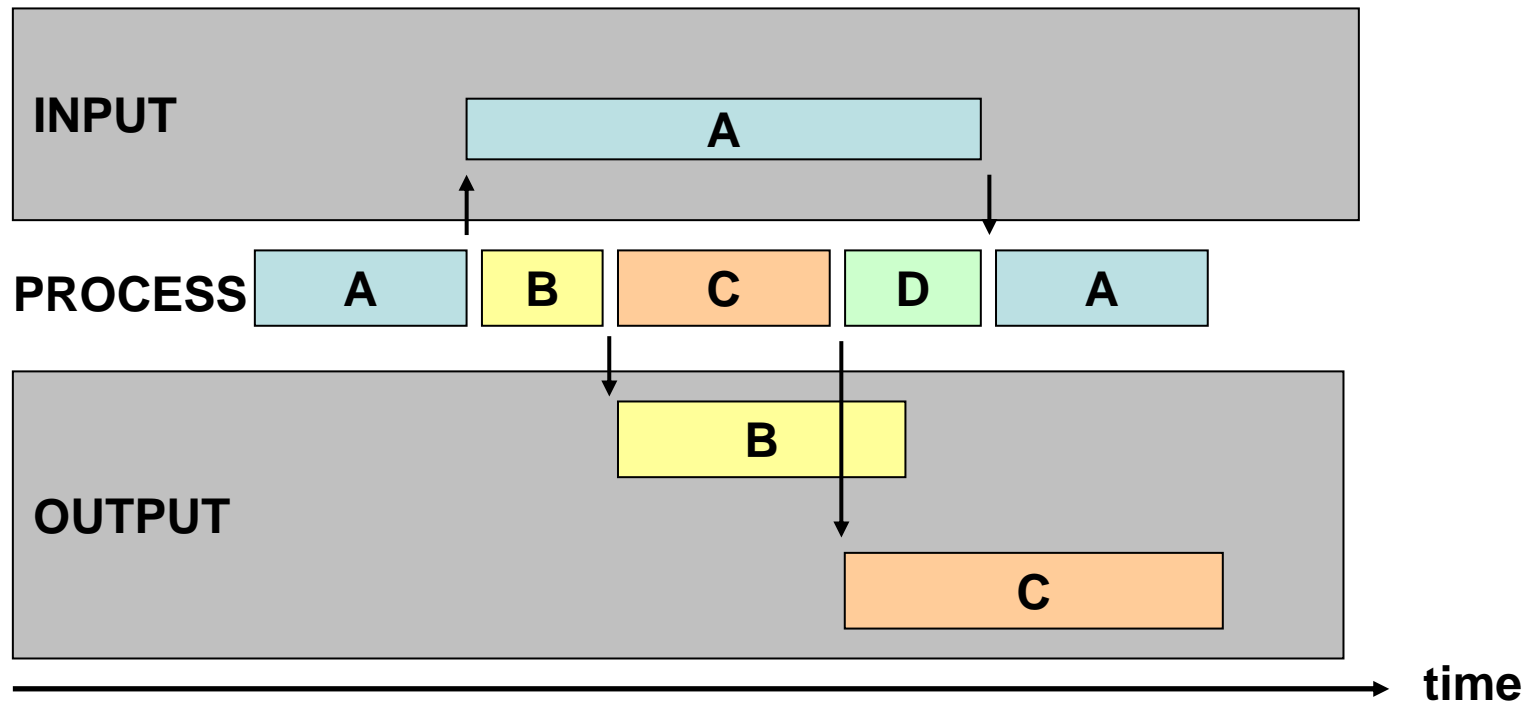 INPUT
A
PROCESS A B C D A
B
OUTPUT
C
time